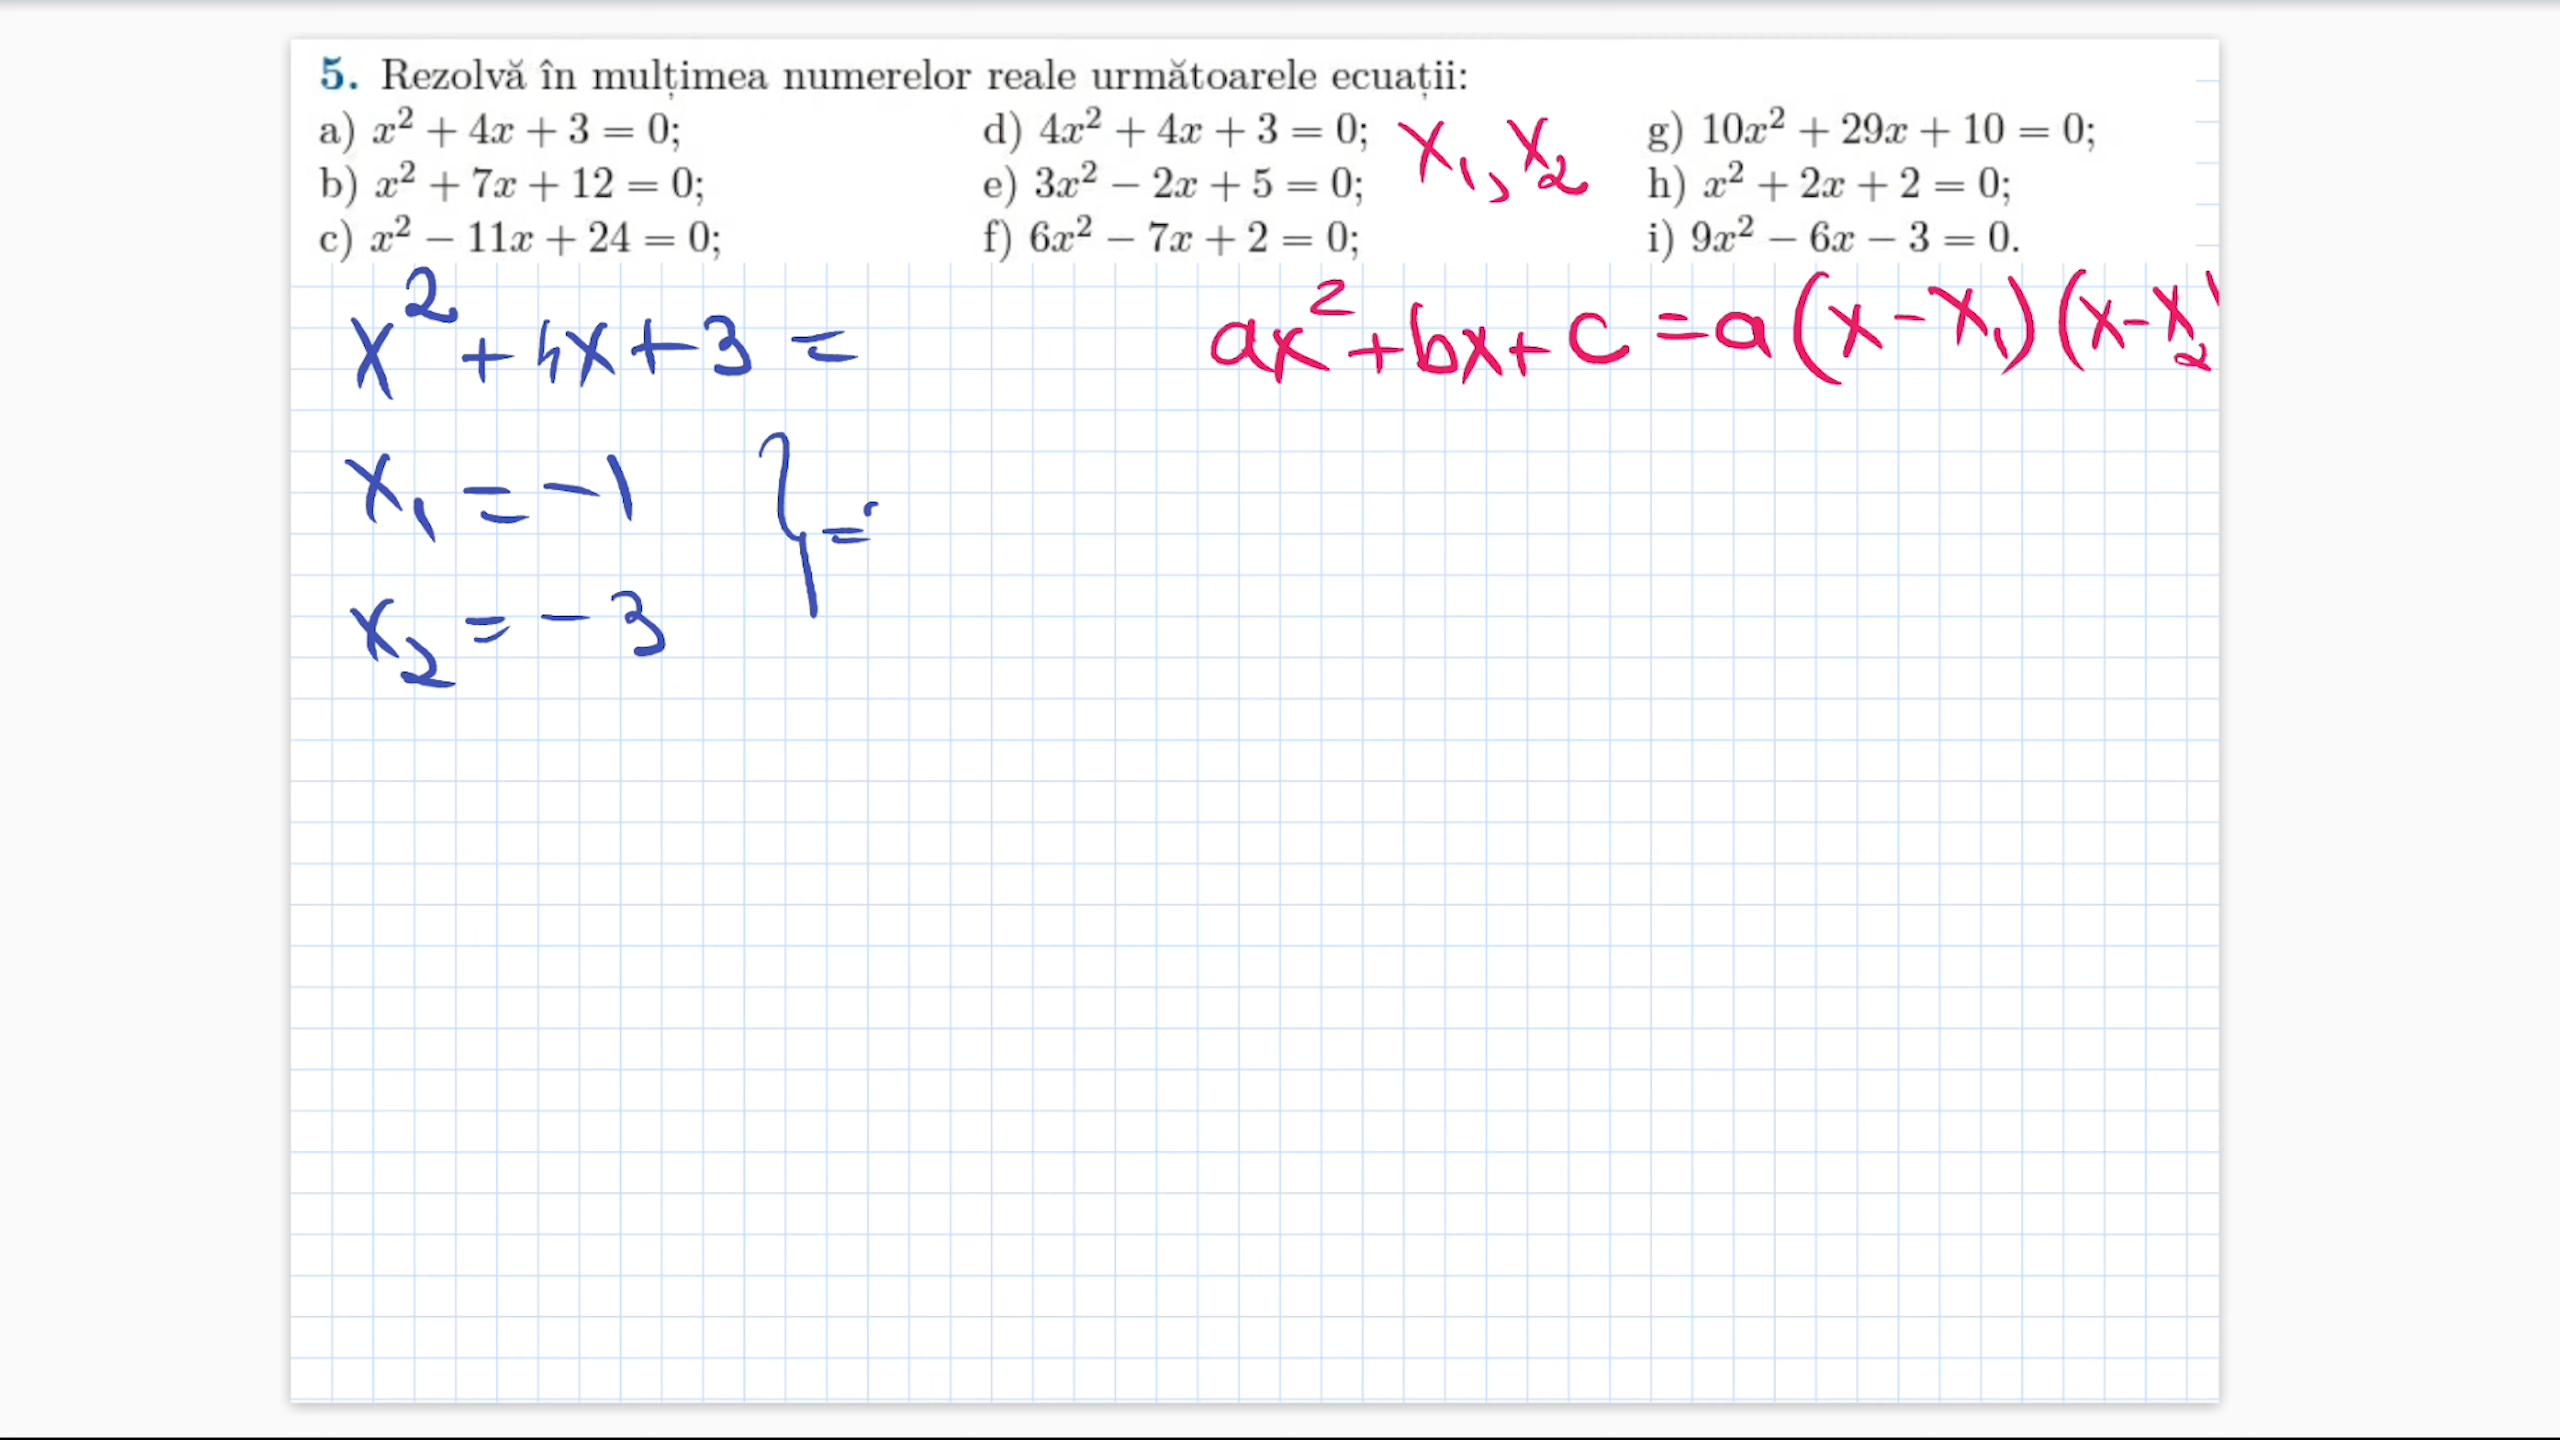 5. Rezolvă în mulțimea numerelor reale următoarele ecuații:
a) x² + 4x + 3 = 0; d) 4x² + 4x + 3 = 0; g) 10x² + 29x + 10 = 0;
b) x² + 7x + 12 = 0; e) 3x² − 2x + 5 = 0; x₁, x₂ h) x² + 2x + 2 = 0;
c) x² − 11x + 24 = 0; f) 6x² − 7x + 2 = 0; i) 9x² − 6x − 3 = 0.
x² + 4x + 3 = ax² + bx + c = a(x − x₁)(x − x₂)
x₁ = −1 } =
x₂ = −3